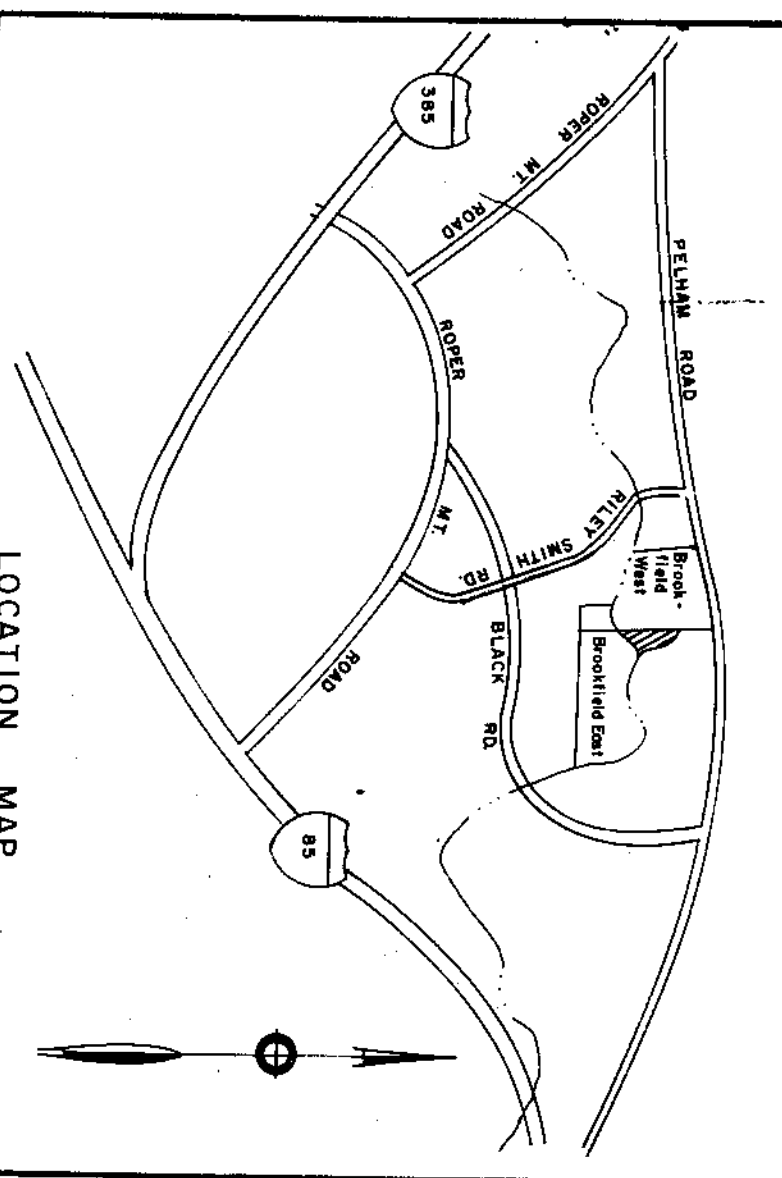 385
ROPER MT. ROAD
PELHAM ROAD
ROPER MT. ROAD
RILEY SMITH RD.
BLACK RD.
Brook-
field
West
Brookfield East
85
LOCATION MAP